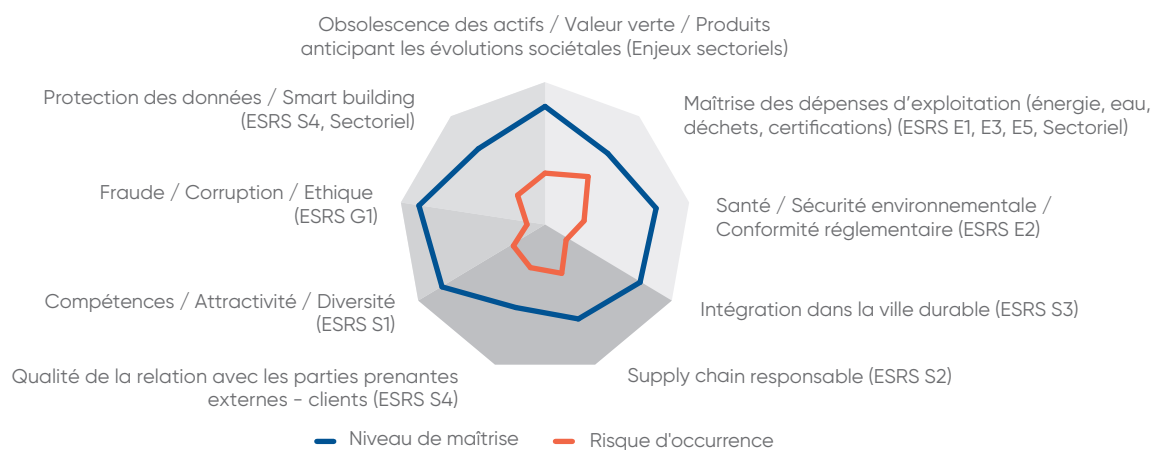 Obsolescence des actifs / Valeur verte / Produits
anticipant les évolutions sociétales (Enjeux sectoriels)
Protection des données / Smart building
(ESRS S4, Sectoriel)
Maîtrise des dépenses d'exploitation (énergie, eau,
déchets, certifications) (ESRS E1, E3, E5, Sectoriel)
Fraude / Corruption / Ethique
(ESRS G1)
Santé / Sécurité environnementale /
Conformité réglementaire (ESRS E2)
Compétences / Attractivité / Diversité
(ESRS S1)
Intégration dans la ville durable (ESRS S3)
Qualité de la relation avec les parties prenantes
externes - clients (ESRS S4)
Supply chain responsable (ESRS S2)
Niveau de maîtrise
Risque d'occurrence